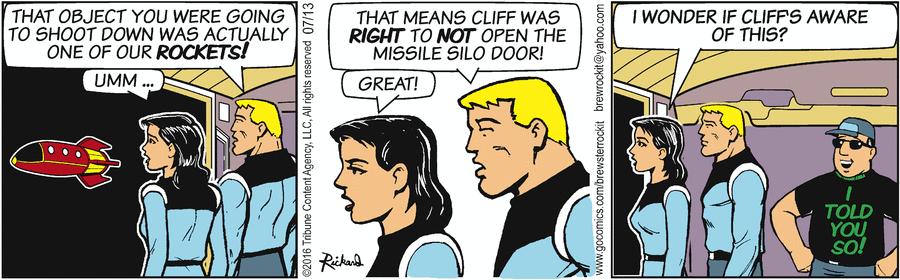 THAT OBJECT YOU WERE GOING
TO SHOOT DOWN WAS ACTUALLY
ONE OF OUR ROCKETS!
UMM ...
©2016 Tribune Content Agency, LLC. All rights reserved 07/13
THAT MEANS CLIFF WAS
RIGHT TO NOT OPEN THE
MISSILE SILO DOOR!
GREAT!
Rickard
www.gocomics.com/brewsterrockit brewrockit@yahoo.com
I WONDER IF CLIFF'S AWARE
OF THIS?
I
TOLD
YOU
SO!